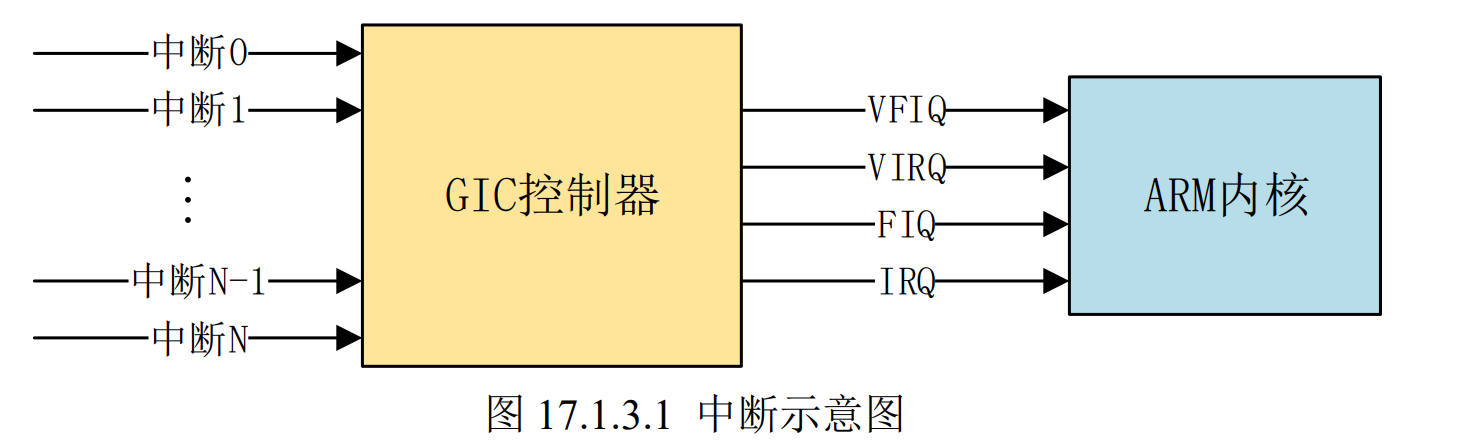 中断0
中断1
⋮
中断N-1
中断N
GIC控制器
VFIQ
VIRQ
FIQ
IRQ
ARM内核
图 17.1.3.1 中断示意图